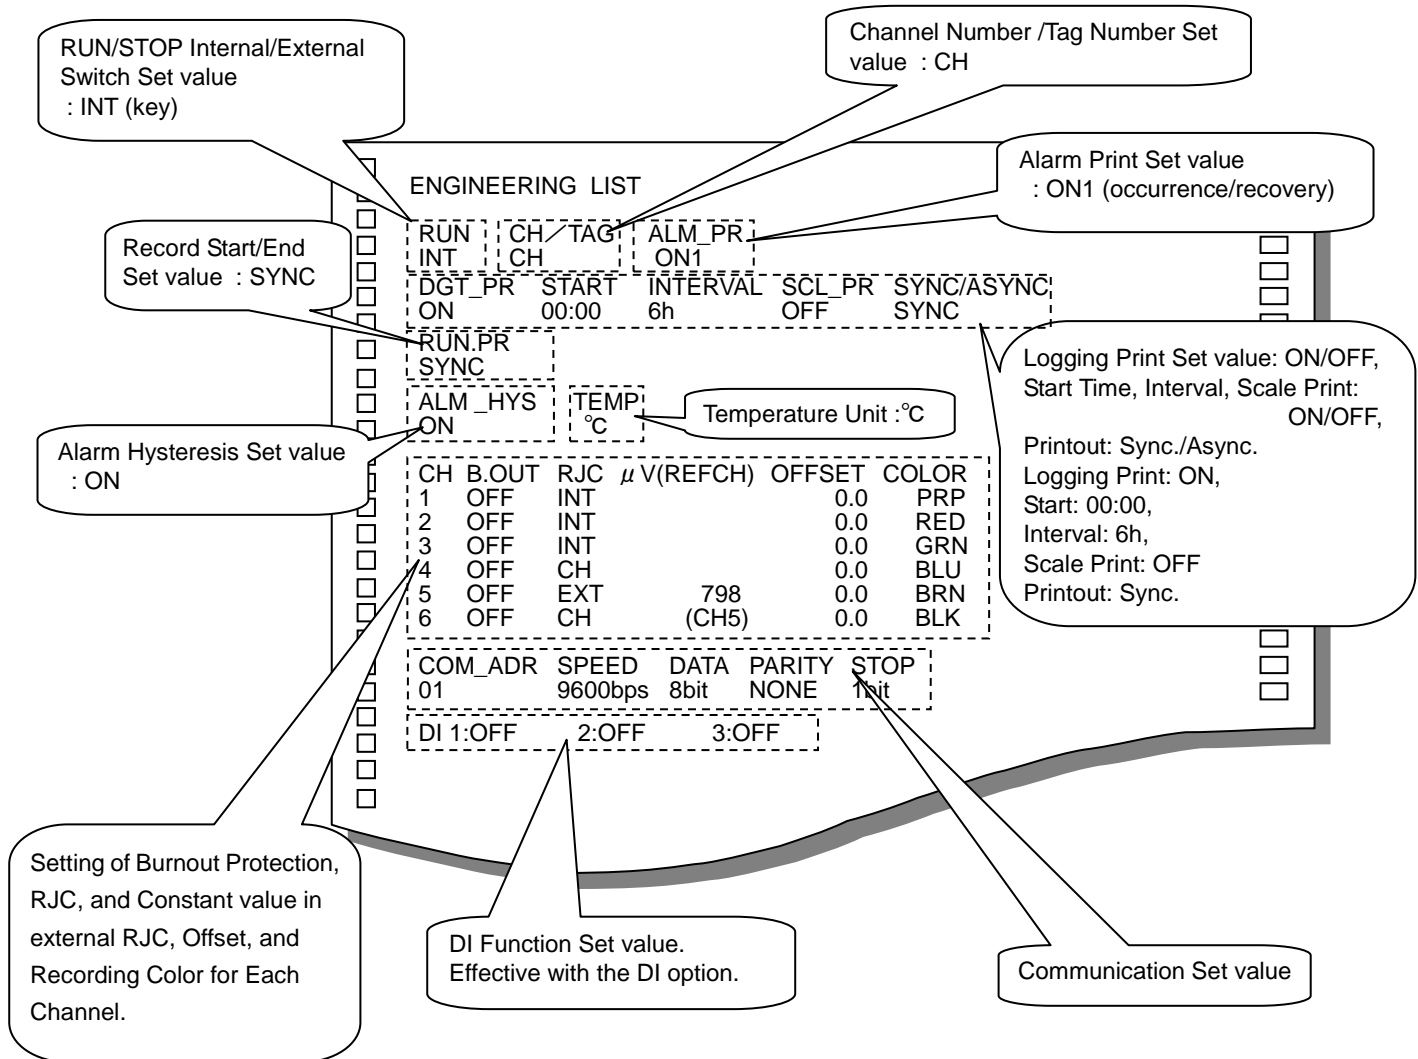 RUN/STOP Internal/External
Switch Set value
: INT (key)
Channel Number /Tag Number Set
value : CH
Alarm Print Set value
: ON1 (occurrence/recovery)
Record Start/End
Set value : SYNC
ENGINEERING LIST
RUN CH／TAG ALM_PR
INT CH ON1
DGT_PR START INTERVAL SCL_PR SYNC/ASYNC
ON 00:00 6h OFF SYNC
RUN.PR
SYNC
ALM _HYS TEMP
ON ℃
Temperature Unit :℃
Logging Print Set value: ON/OFF,
Start Time, Interval, Scale Print:
ON/OFF,
Printout: Sync./Async.
Logging Print: ON,
Start: 00:00,
Interval: 6h,
Scale Print: OFF
Printout: Sync.
Alarm Hysteresis Set value
: ON
CH B.OUT RJC μV(REFCH) OFFSET COLOR
1 OFF INT 0.0 PRP
2 OFF INT 0.0 RED
3 OFF INT 0.0 GRN
4 OFF CH 0.0 BLU
5 OFF EXT 798 0.0 BRN
6 OFF CH (CH5) 0.0 BLK
COM_ADR SPEED DATA PARITY STOP
01 9600bps 8bit NONE 1bit
DI 1:OFF 2:OFF 3:OFF
Setting of Burnout Protection,
RJC, and Constant value in
external RJC, Offset, and
Recording Color for Each
Channel.
DI Function Set value.
Effective with the DI option.
Communication Set value